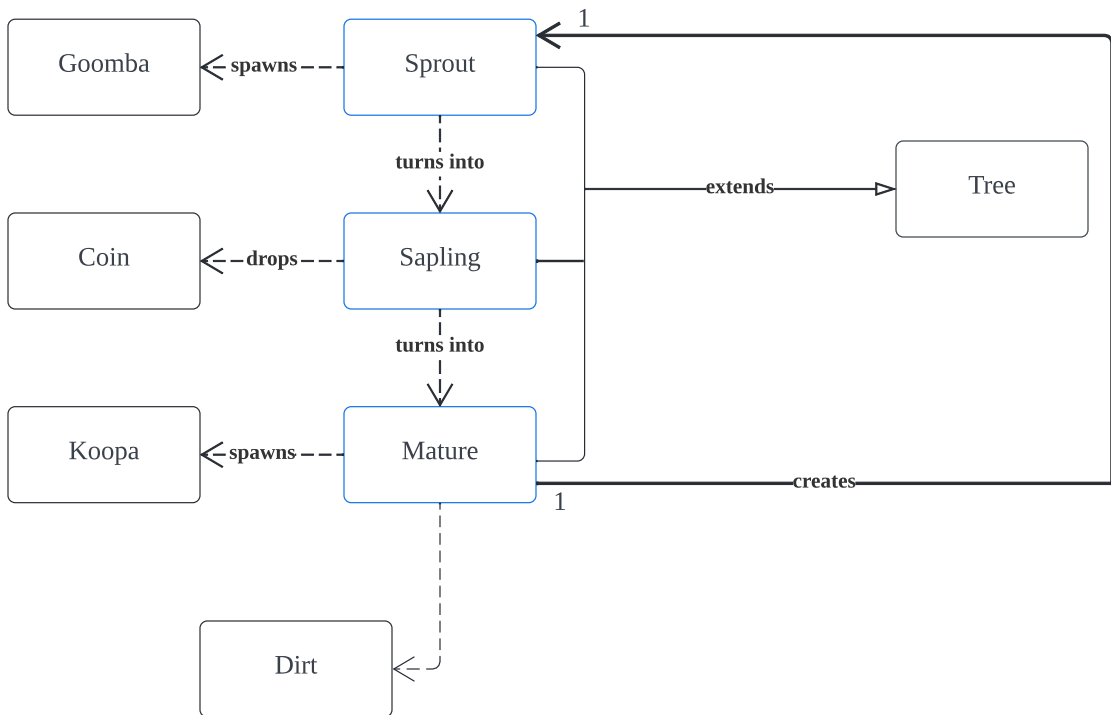 1
Goomba
spawns
Sprout
turns into
extends
Tree
Coin
drops
Sapling
turns into
Koopa
spawns
Mature
creates
1
Dirt